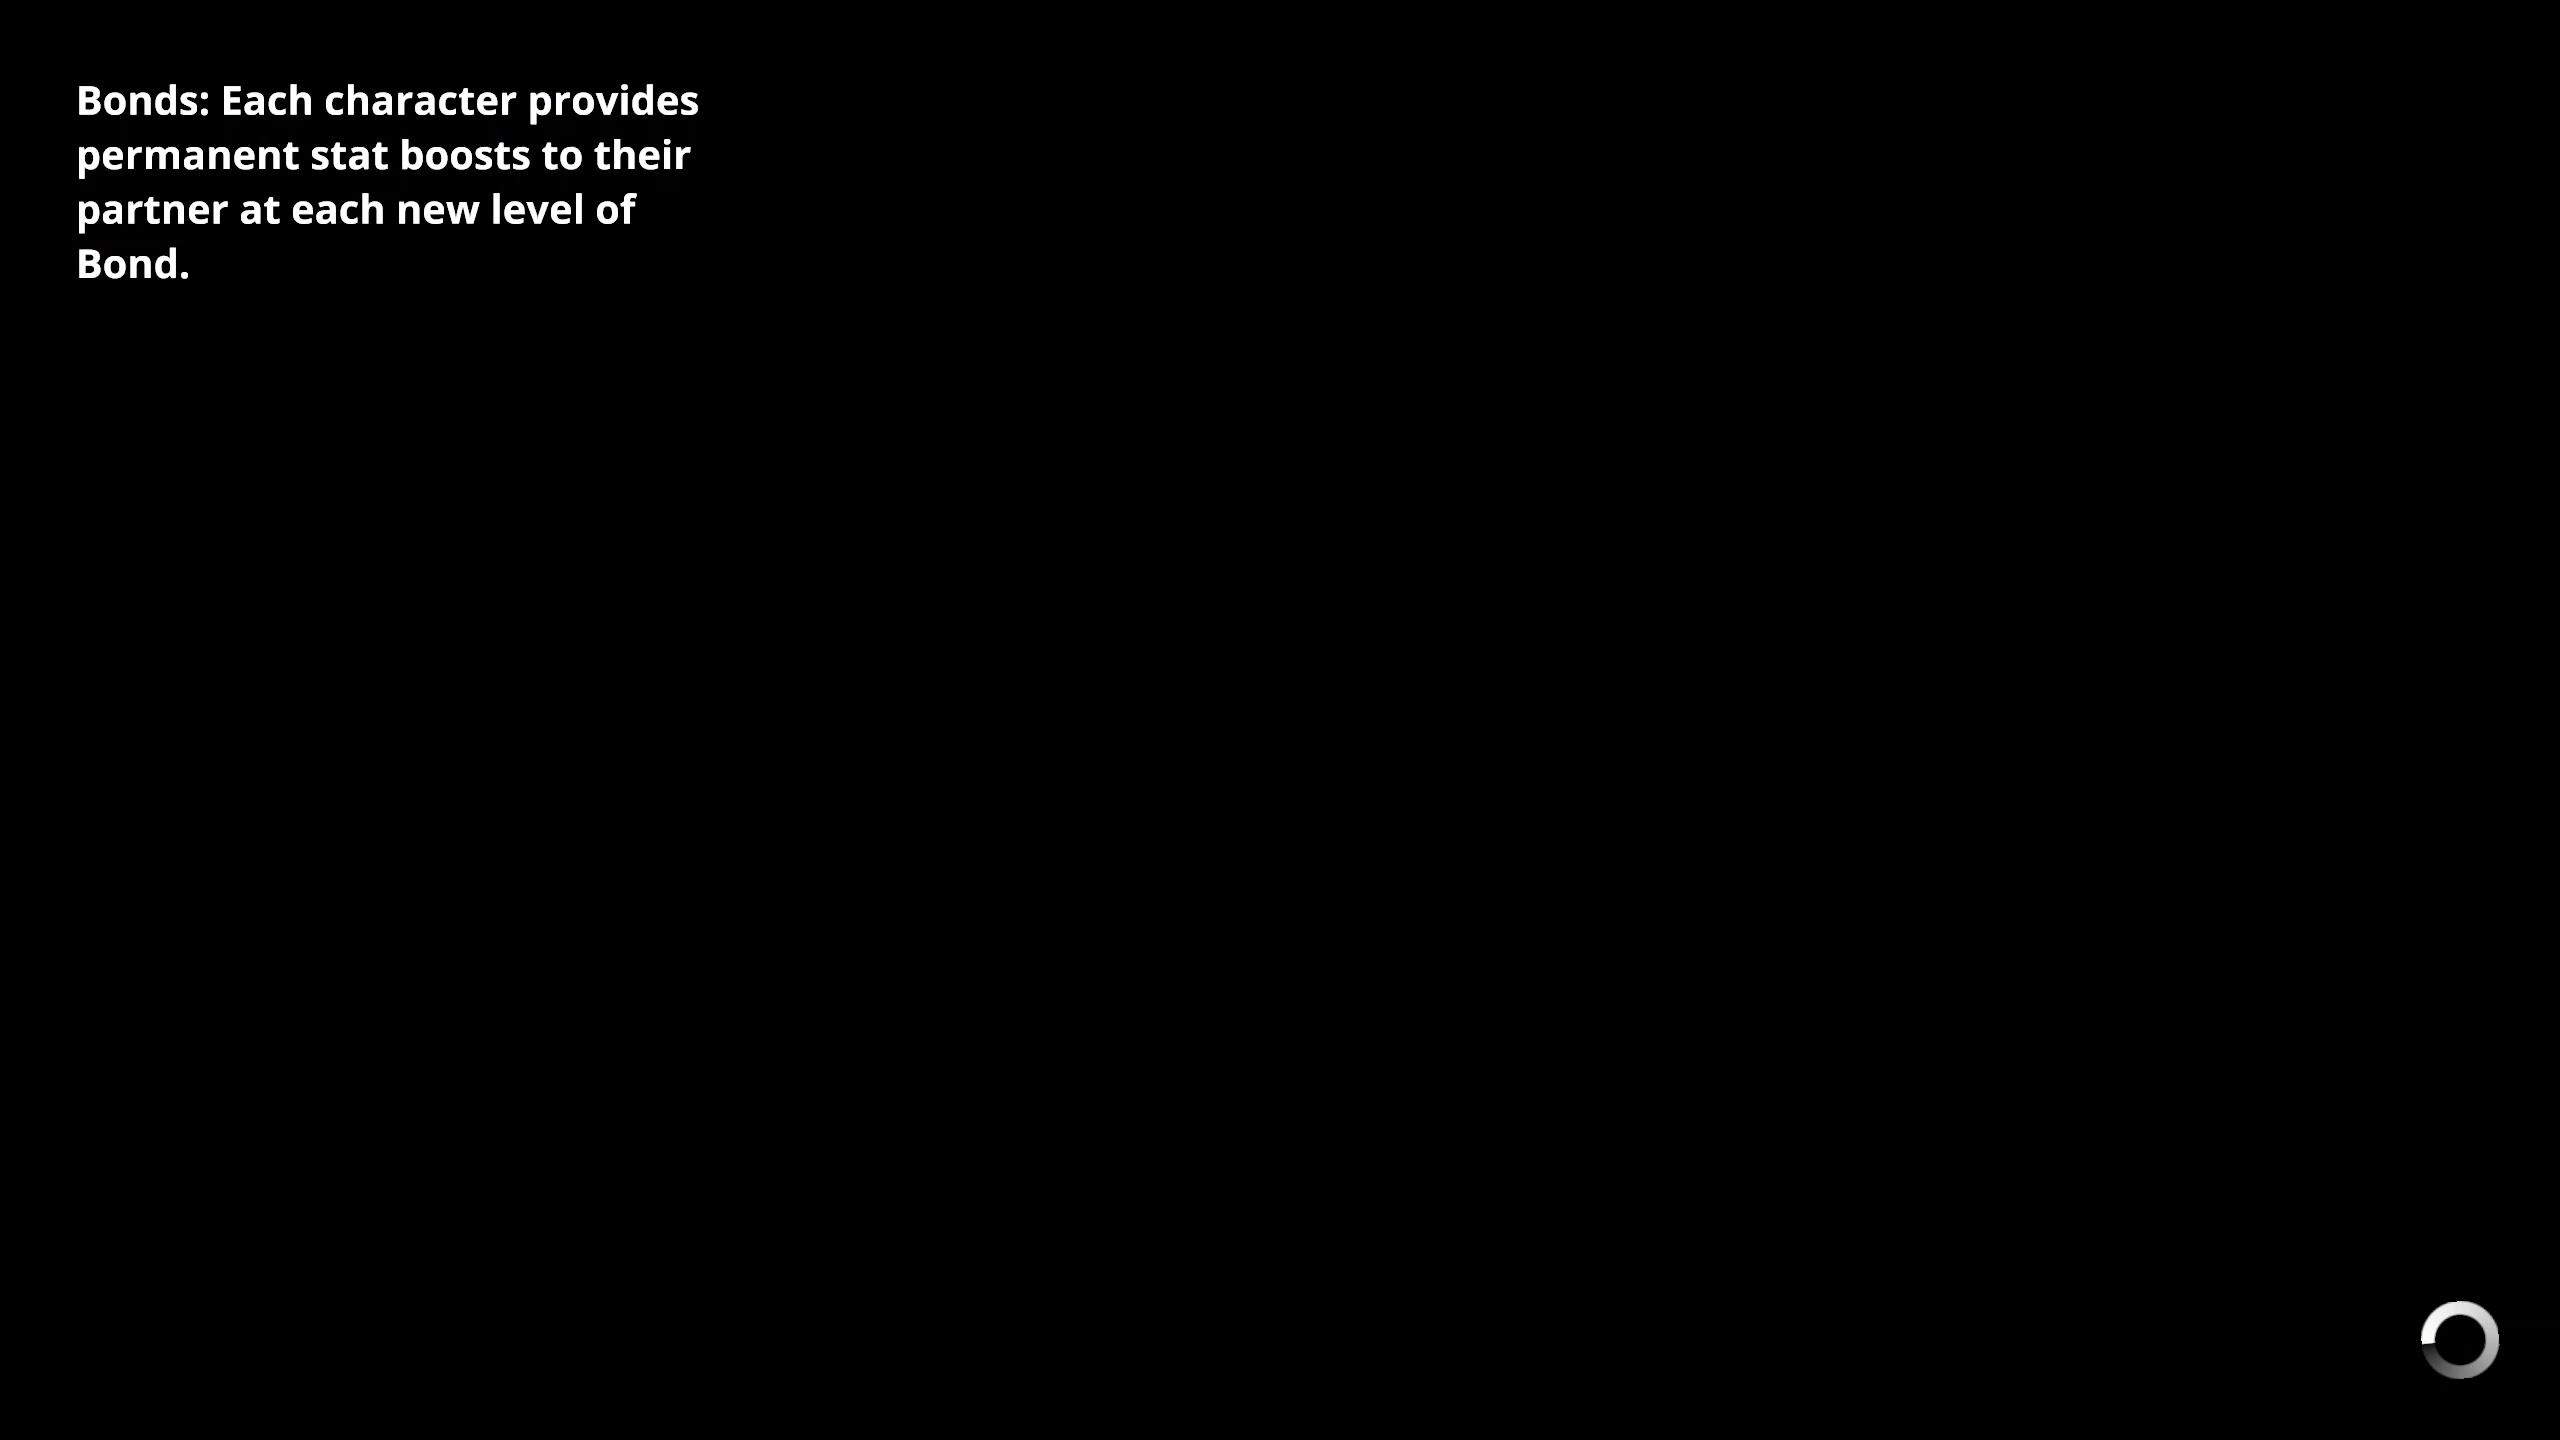 Bonds: Each character provides
permanent stat boosts to their
partner at each new level of
Bond.